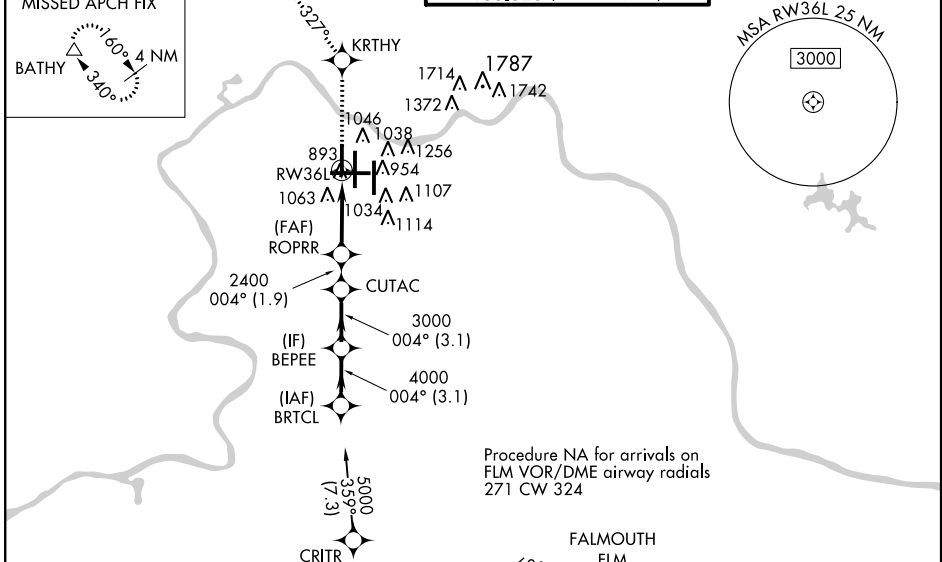 MISSED APCH FIX
BATHY
160°
4 NM
340°
327°
KRTHY
1714
1787
1742
1372
1046
1038
1256
893
RW36L
954
1063
1034
1107
1114
(FAF)
ROPRR
2400
004° (1.9)
CUTAC
3000
004° (3.1)
(IF)
BEPEE
4000
004° (3.1)
(IAF)
BRTCL
5000
359°
(7.3)
CRITR
MSA RW36L 25 NM
3000
Procedure NA for arrivals on
FLM VOR/DME airway radials
271 CW 324
FALMOUTH
FLM